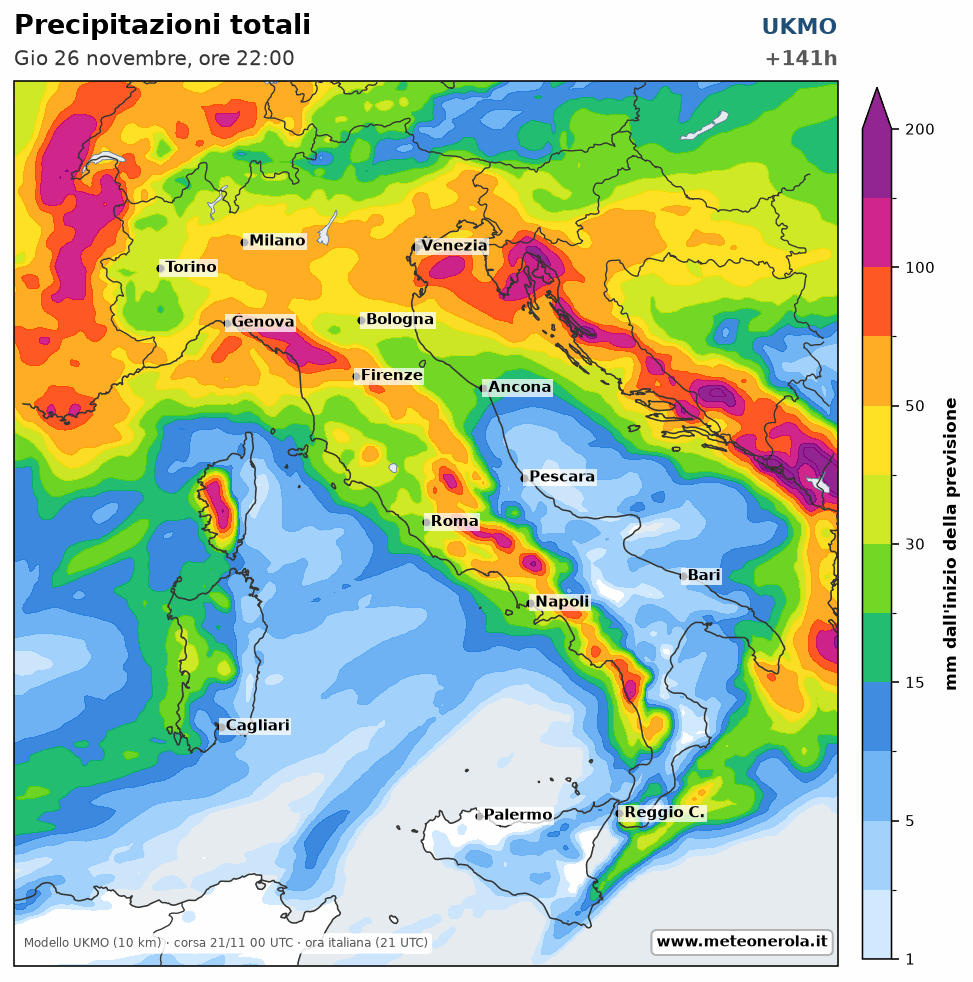 Precipitazioni totali
UKMO
Gio 26 novembre, ore 22:00
+141h
Milano
Venezia
Torino
Genova
Bologna
Firenze
Ancona
Pescara
Roma
Bari
Napoli
Cagliari
Palermo
Reggio C.
200
100
50
30
15
5
1
mm dall'inizio della previsione
Modello UKMO (10 km) · corsa 21/11 00 UTC · ora italiana (21 UTC)
www.meteonerola.it